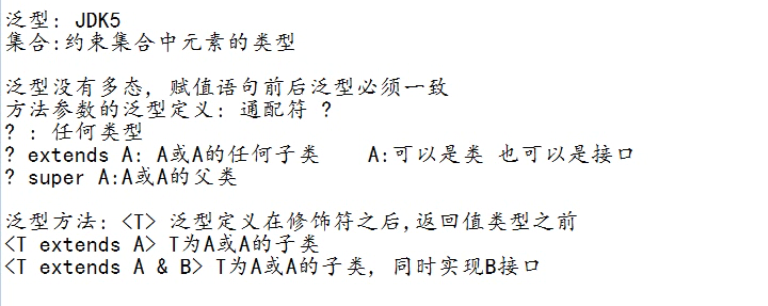 泛型: JDK5
集合:约束集合中元素的类型
泛型没有多态, 赋值语句前后泛型必须一致
方法参数的泛型定义: 通配符 ?
? : 任何类型
? extends A: A或A的任何子类 A:可以是类 也可以是接口
? super A:A或A的父类
泛型方法: <T> 泛型定义在修饰符之后,返回值类型之前
<T extends A> T为A或A的子类
<T extends A & B> T为A或A的子类, 同时实现B接口